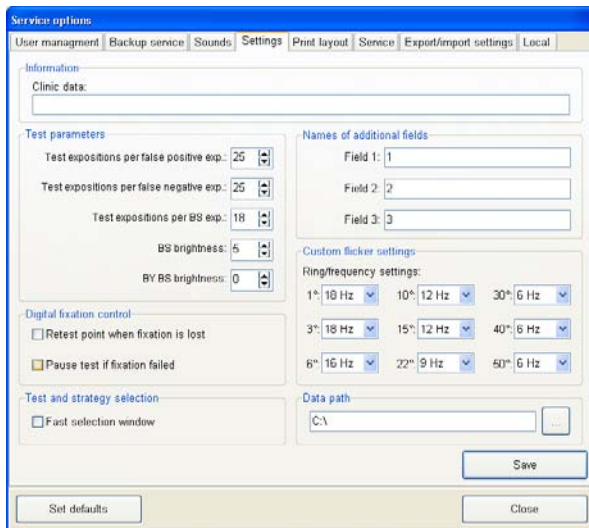 Service options
User managment Backup service Sounds Settings Print layout Service Export/import settings Local
Information
Clinic data:
Test parameters
Test expositions per false positive exp.: 25
Test expositions per false negative exp.: 25
Test expositions per BS exp.: 18
BS brightness: 5
BY BS brightness: 0
Names of additional fields
Field 1: 1
Field 2: 2
Field 3: 3
Custom flicker settings
Ring/frequency settings:
1°: 18 Hz 10°: 12 Hz 30°: 6 Hz
3°: 18 Hz 15°: 12 Hz 40°: 6 Hz
6°: 16 Hz 22°: 9 Hz 50°: 6 Hz
Digital fixation control
Retest point when fixation is lost
Pause test if fixation failed
Test and strategy selection
Fast selection window
Data path
C:\
...
Save
Set defaults
Close